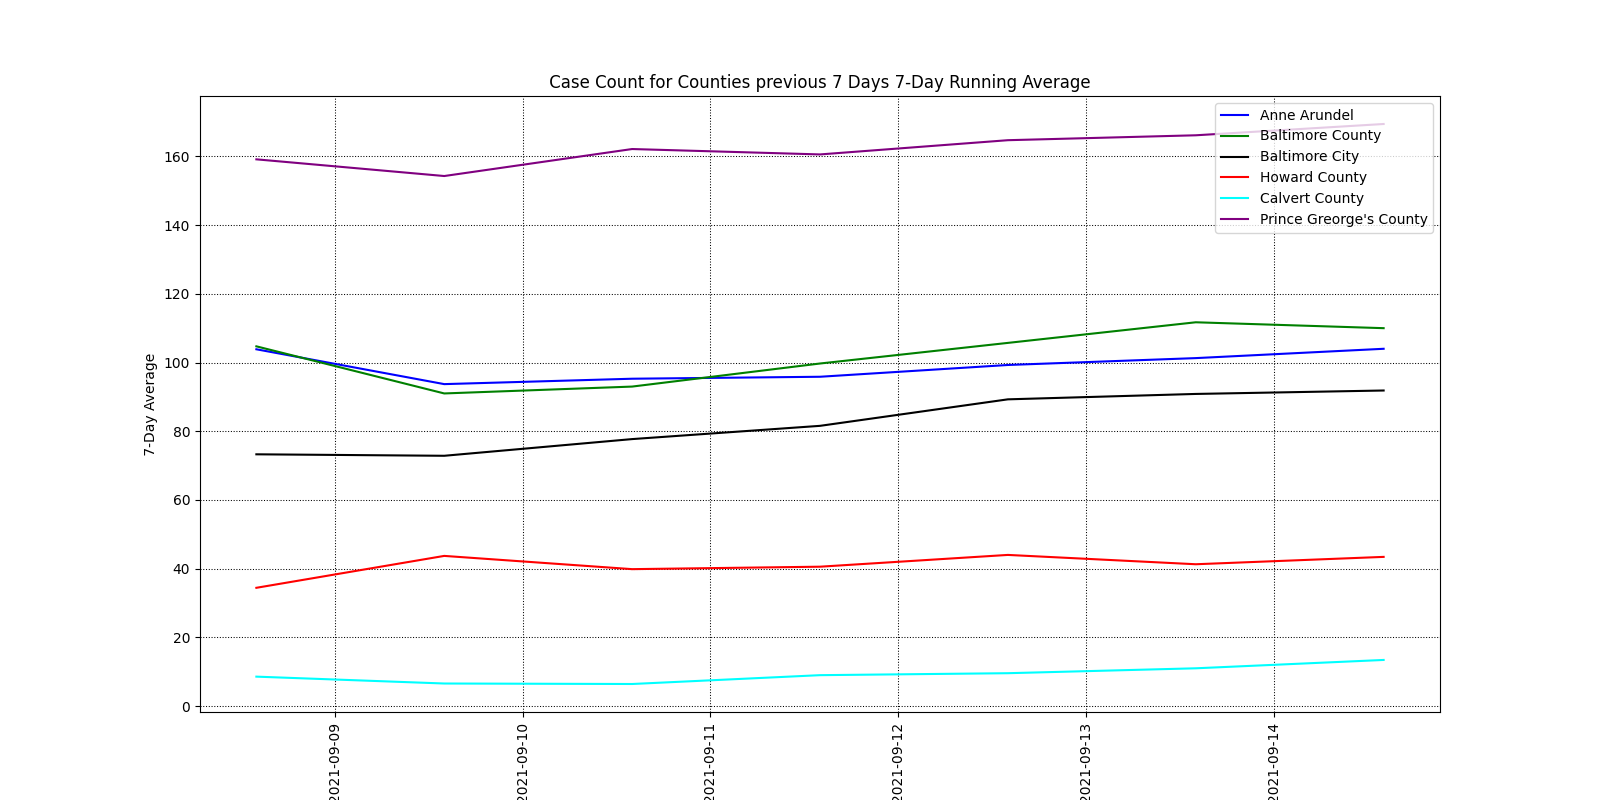 Case Count for Counties previous 7 Days 7-Day Running Average
Anne Arundel
Baltimore County
Baltimore City
Howard County
Calvert County
Prince Greorge's County
7-Day Average
160
140
120
100
80
60
40
20
0
2021-09-09
2021-09-10
2021-09-11
2021-09-12
2021-09-13
2021-09-14